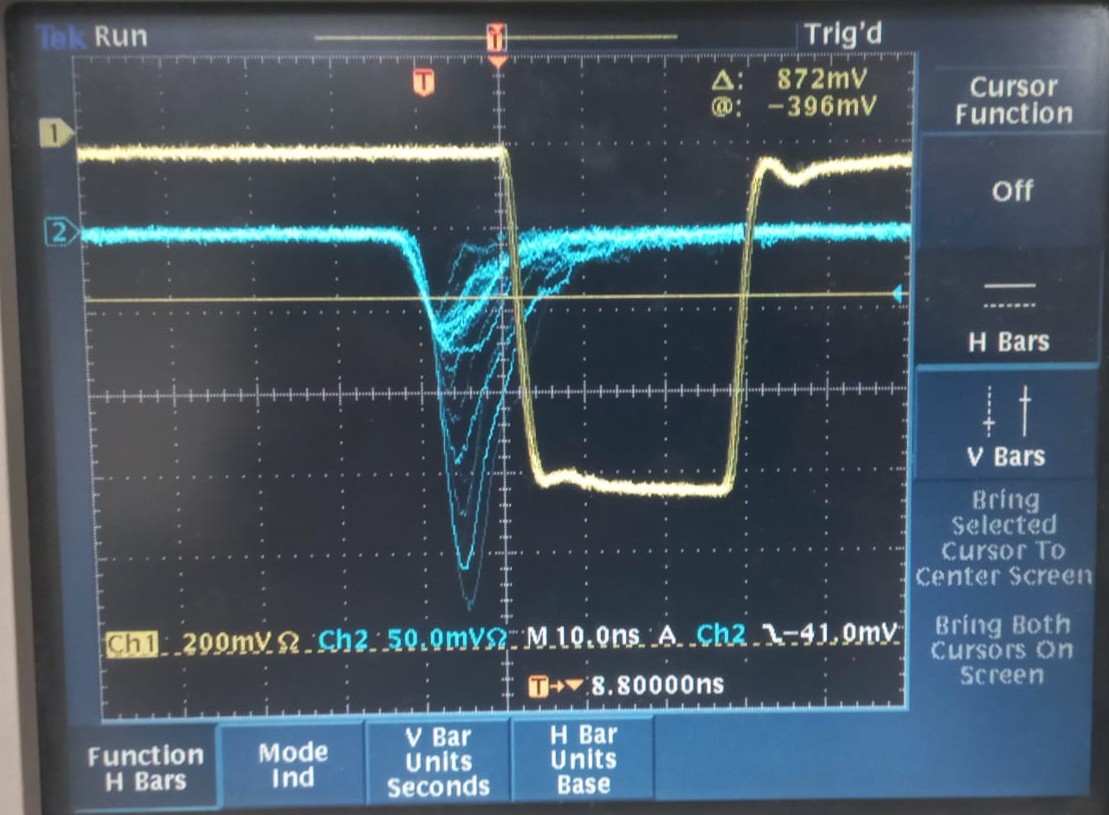 Tek Run Trig'd
T
T
Δ: 872mV
@: -396mV
1
2
Cursor
Function
Off
H Bars
V Bars
Bring
Selected
Cursor To
Center Screen
Bring Both
Cursors On
Screen
Ch1 200mVΩ Ch2 50.0mVΩ M 10.0ns A Ch2 -41.0mV
T→▼ 8.80000ns
Function
H Bars
Mode
Ind
V Bar
Units
Seconds
H Bar
Units
Base